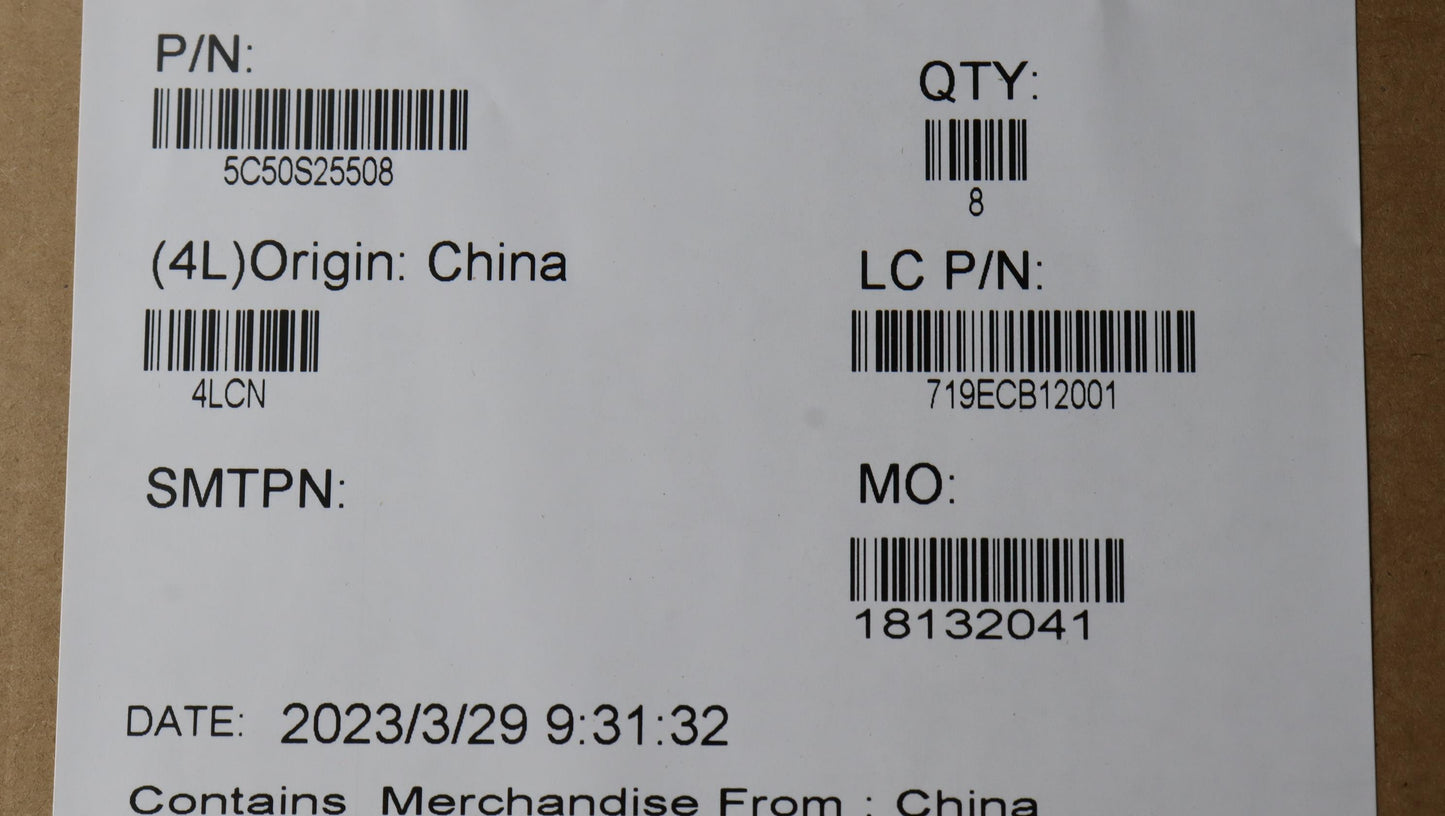 P/N:
5C50S25508
QTY:
8
(4L)Origin: China
4LCN
LC P/N:
719ECB12001
SMTPN:
MO:
18132041
DATE: 2023/3/29 9:31:32
Contains Merchandise From : China